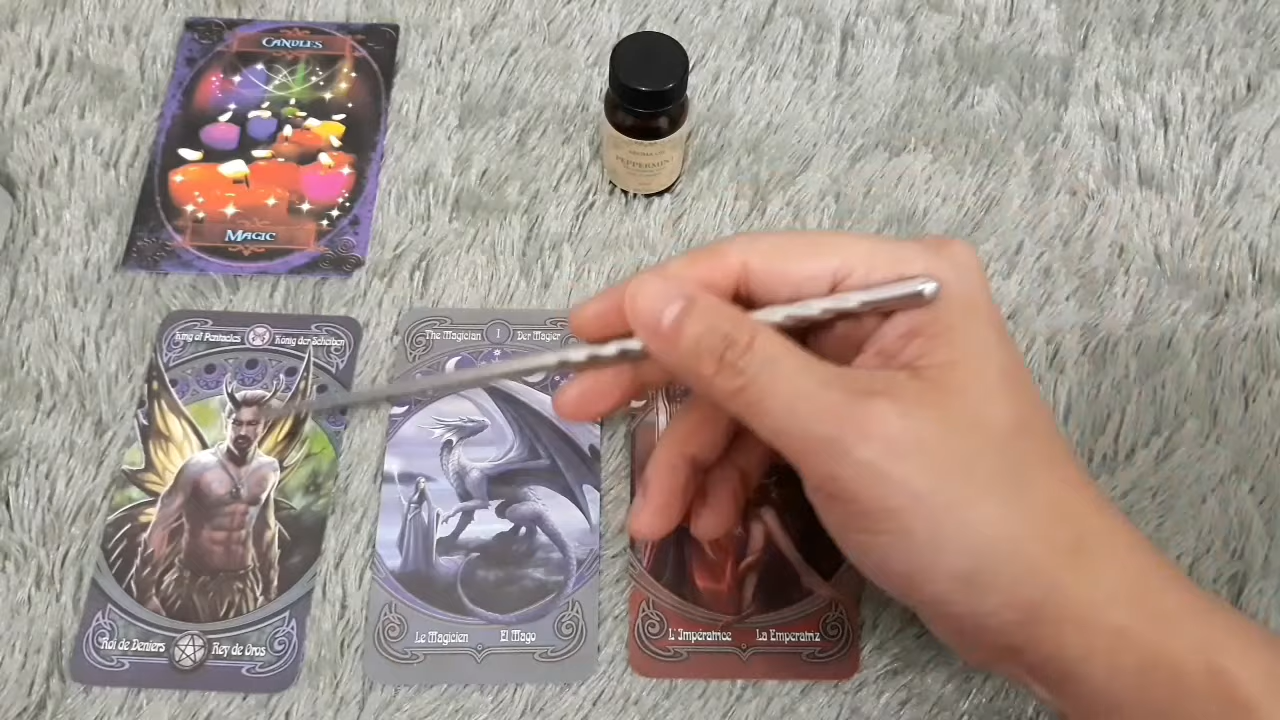 CANDLES
MAGIC
PEPPERMINT
King of Pentacles König der Scheiben
Roi de Deniers Rey de Oros
The Magician I Der Magier
Le Magicien El Mago
L'Impératrice La Emperatriz